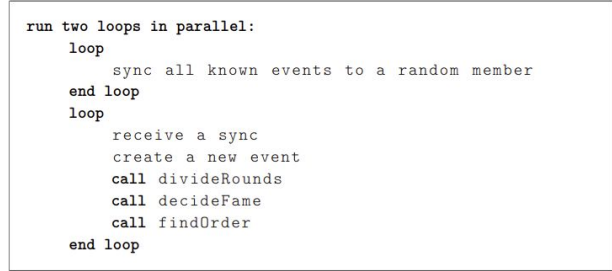 run two loops in parallel:
loop
sync all known events to a random member
end loop
loop
receive a sync
create a new event
call divideRounds
call decideFame
call findOrder
end loop